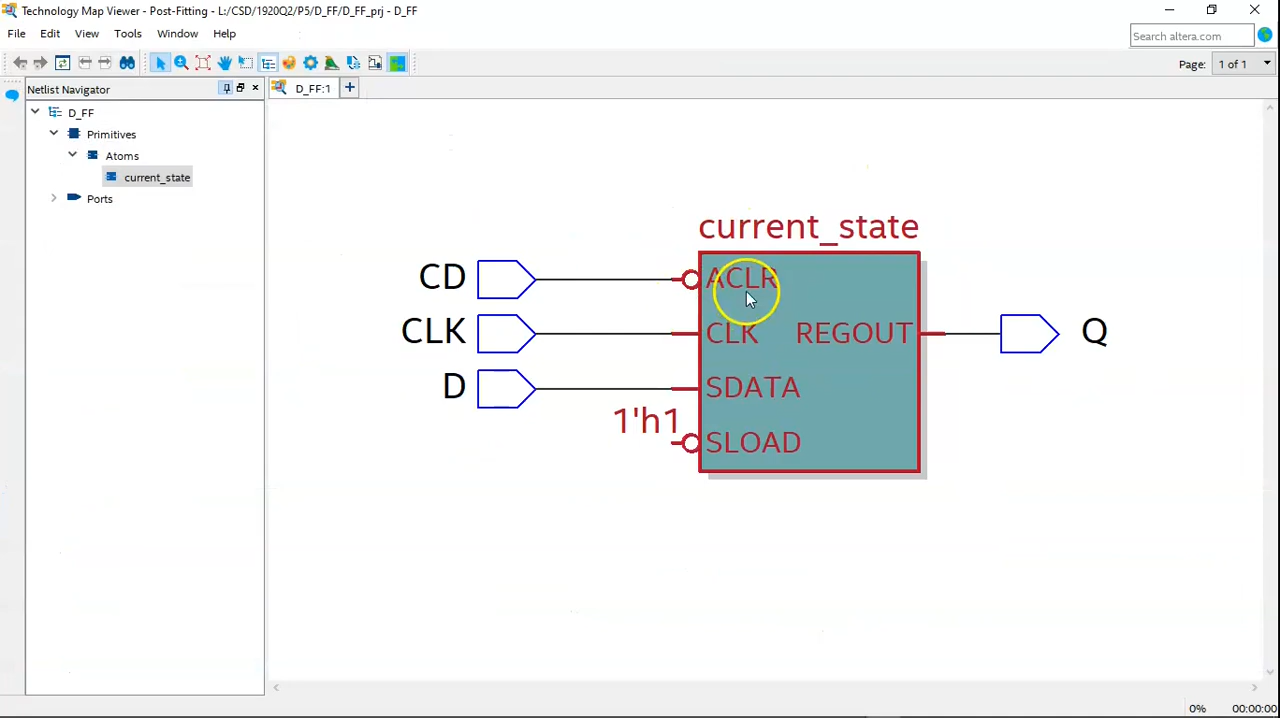 Technology Map Viewer - Post-Fitting - L:/CSD/1920Q2/P5/D_FF/D_FF_prj - D_FF
File Edit View Tools Window Help
Search altera.com
Page: 1 of 1
Netlist Navigator
D_FF:1
D_FF
Primitives
Atoms
current_state
Ports
current_state
CD
ACLR
CLK
CLK
REGOUT
Q
D
SDATA
1'h1
SLOAD
0% 00:00:00